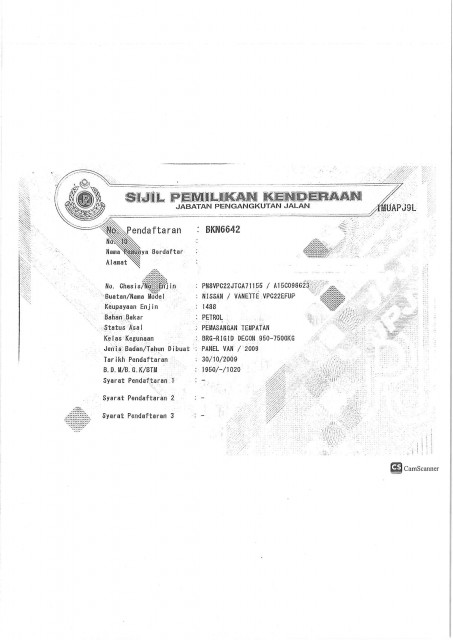 SIJIL PEMILIKAN KENDERAAN
JABATAN PENGANGKUTAN JALAN
1MUAPJ9L
No. Pendaftaran : BKN6642
No. ID :
Nama Pemunya Berdaftar :
Alamat :
No. Chasis/No. Enjin : PN8VPC22JTCA71155 / A15C098623
Buatan/Nama Model : NISSAN / VANETTE VPC22EFUP
Keupayaan Enjin : 1488
Bahan Bakar : PETROL
Status Asal : PEMASANGAN TEMPATAN
Kelas Kegunaan : BRG-RIGID DECON 950-7500KG
Jenis Badan/Tahun Dibuat : PANEL VAN / 2009
Tarikh Pendaftaran : 30/10/2009
B.D.M/B.G.K/BTM : 1950/-/1020
Syarat Pendaftaran 1 : -
Syarat Pendaftaran 2 : -
Syarat Pendaftaran 3 : -
CS CamScanner